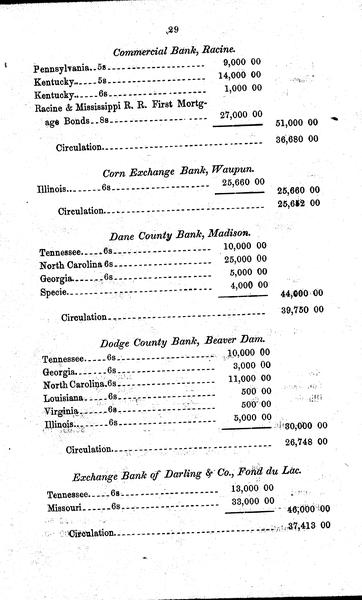 29
Commercial Bank, Racine.
Pennsylvania..5s 9,000 00
Kentucky.....5s 14,000 00
Kentucky.....6s 1,000 00
Racine & Mississippi R. R. First Mortg-
age Bonds..8s 27,000 00
51,000 00
Circulation 36,680 00
Corn Exchange Bank, Waupun.
Illinois.......6s 25,660 00
25,660 00
Circulation 25,652 00
Dane County Bank, Madison.
Tennessee.....6s 10,000 00
North Carolina 6s 25,000 00
Georgia......6s 5,000 00
Specie 4,000 00
44,000 00
Circulation 39,750 00
Dodge County Bank, Beaver Dam.
Tennessee.....6s 10,000 00
Georgia......6s 3,000 00
North Carolina.6s 11,000 00
Louisiana.....6s 500 00
Virginia......6s 500 00
Illinois.......6s 5,000 00
30,000 00
Circulation 26,748 00
Exchange Bank of Darling & Co., Fond du Lac.
Tennessee.....6s 13,000 00
Missouri......6s 33,000 00
46,000 00
Circulation 37,413 00